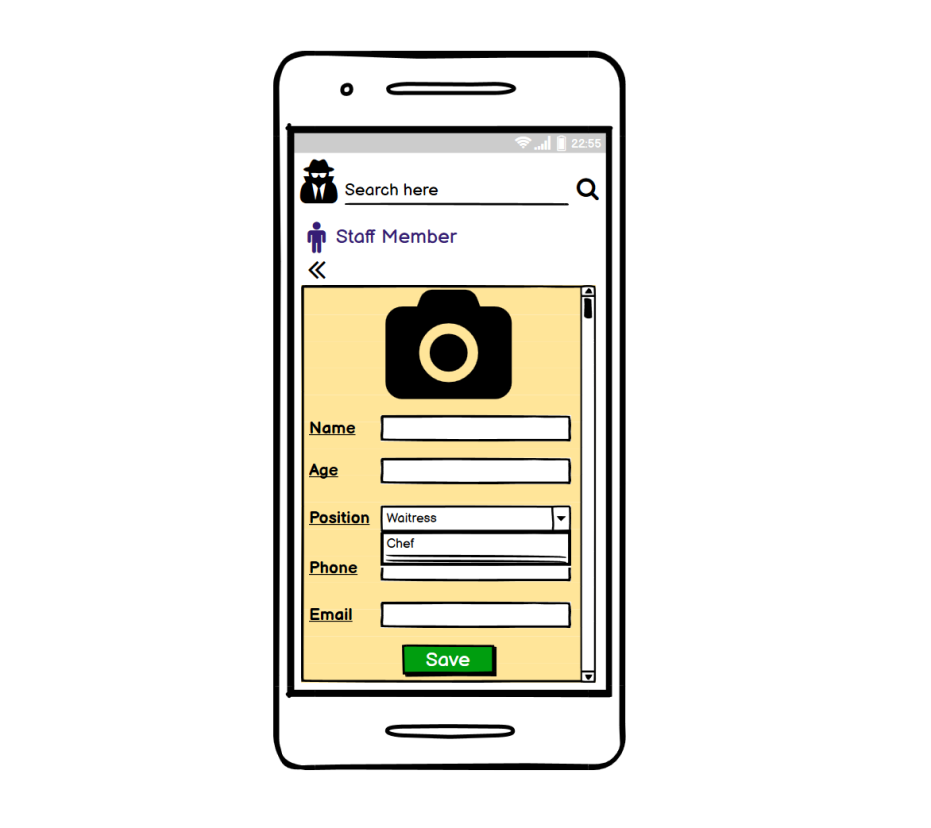 22:55
Search here
Staff Member
Name
Age
Position Waitress
Chef
Phone
Email
Save